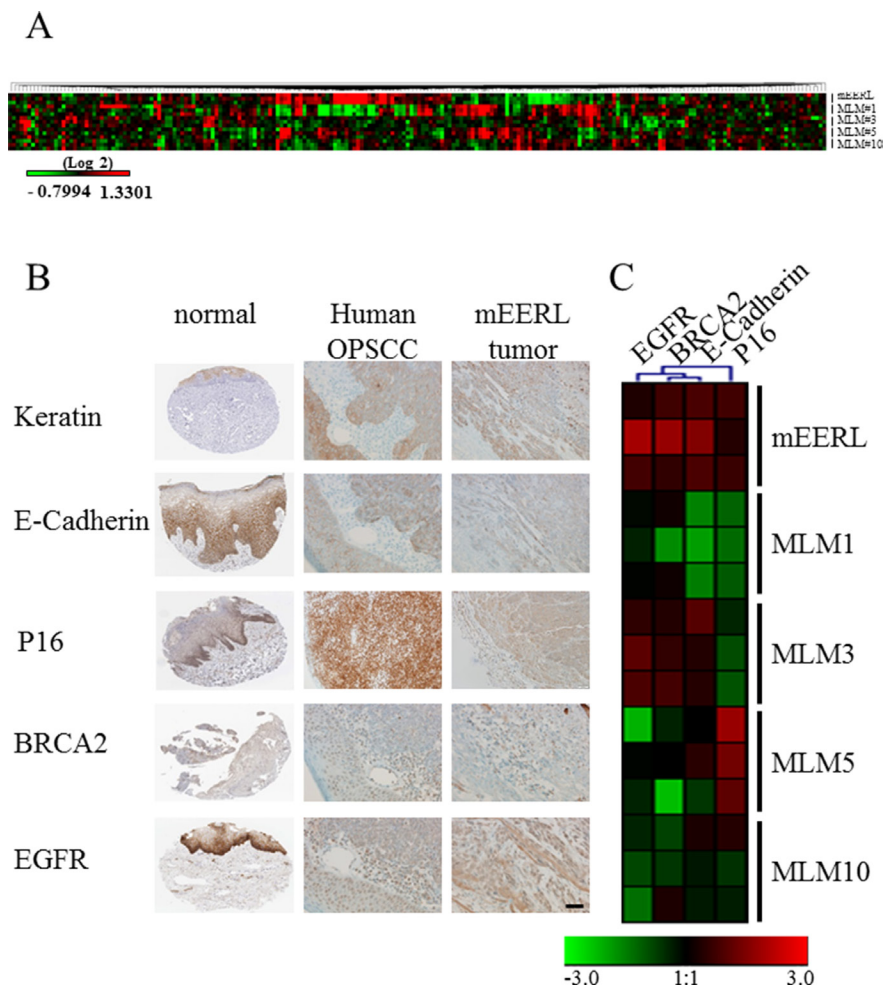 A
mEERL
MLM#1
MLM#3
MLM#5
MLM#10
(Log 2)
- 0.7994 1.3301
B
normal
Human OPSCC
mEERL tumor
Keratin
E-Cadherin
P16
BRCA2
EGFR
C
EGFR
BRCA2
E-Cadherin
P16
mEERL
MLM1
MLM3
MLM5
MLM10
-3.0 1:1 3.0